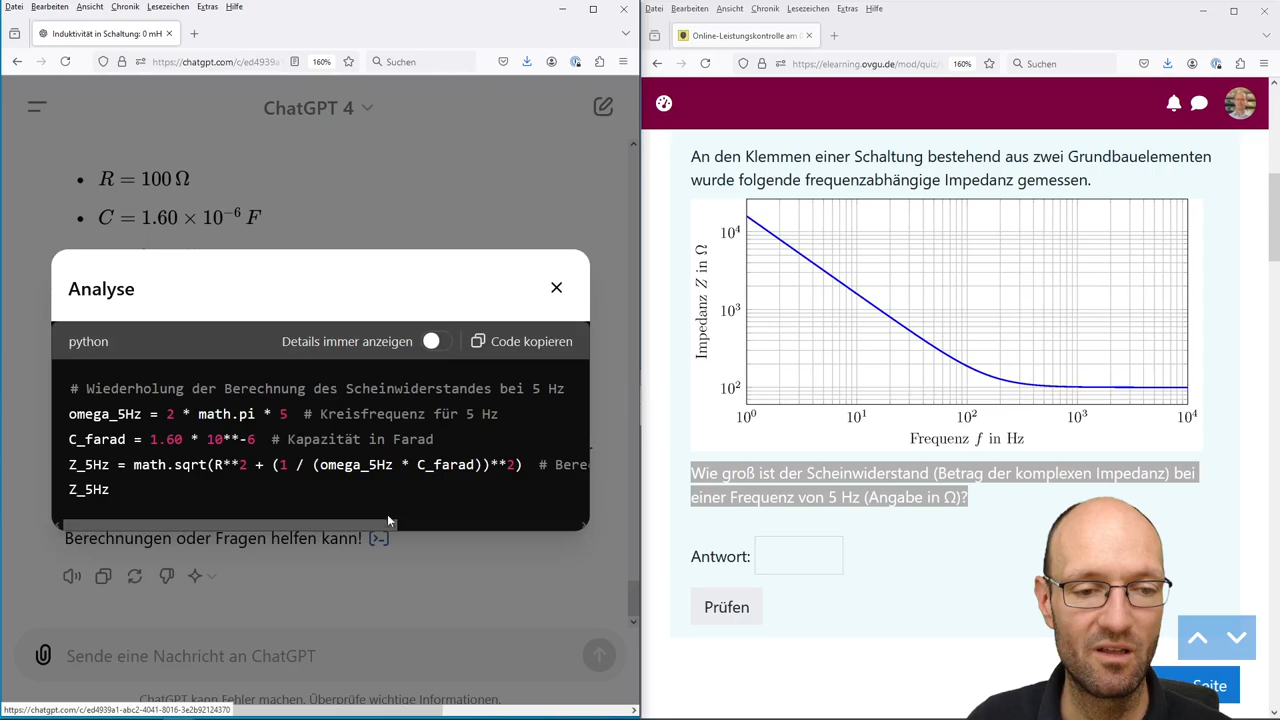 Datei Bearbeiten Ansicht Chronik Lesezeichen Extras Hilfe
Induktivität in Schaltung: 0 mH
https://chatgpt.com/c/ed4939a
160%
Suchen
ChatGPT 4
• R = 100 Ω
• C = 1.60 × 10⁻⁶ F
Analyse
python
Details immer anzeigen
Code kopieren
# Wiederholung der Berechnung des Scheinwiderstandes bei 5 Hz
omega_5Hz = 2 * math.pi * 5 # Kreisfrequenz für 5 Hz
C_farad = 1.60 * 10**-6 # Kapazität in Farad
Z_5Hz = math.sqrt(R**2 + (1 / (omega_5Hz * C_farad))**2) # Bere
Z_5Hz
Berechnungen oder Fragen helfen kann! [>-]
Sende eine Nachricht an ChatGPT
ChatGPT kann Fehler machen. Überprüfe wichtige Informationen.
https://chatgpt.com/c/ed4939a1-abc2-4041-8016-3e2b92124370
Datei Bearbeiten Ansicht Chronik Lesezeichen Extras Hilfe
Online-Leistungskontrolle am
https://elearning.ovgu.de/mod/quiz/
160%
Suchen
An den Klemmen einer Schaltung bestehend aus zwei Grundbauelementen
wurde folgende frequenzabhängige Impedanz gemessen.
Impedanz Z in Ω
10⁴
10³
10²
10⁰ 10¹ 10² 10³ 10⁴
Frequenz f in Hz
Wie groß ist der Scheinwiderstand (Betrag der komplexen Impedanz) bei
einer Frequenz von 5 Hz (Angabe in Ω)?
Antwort:
Prüfen
Seite